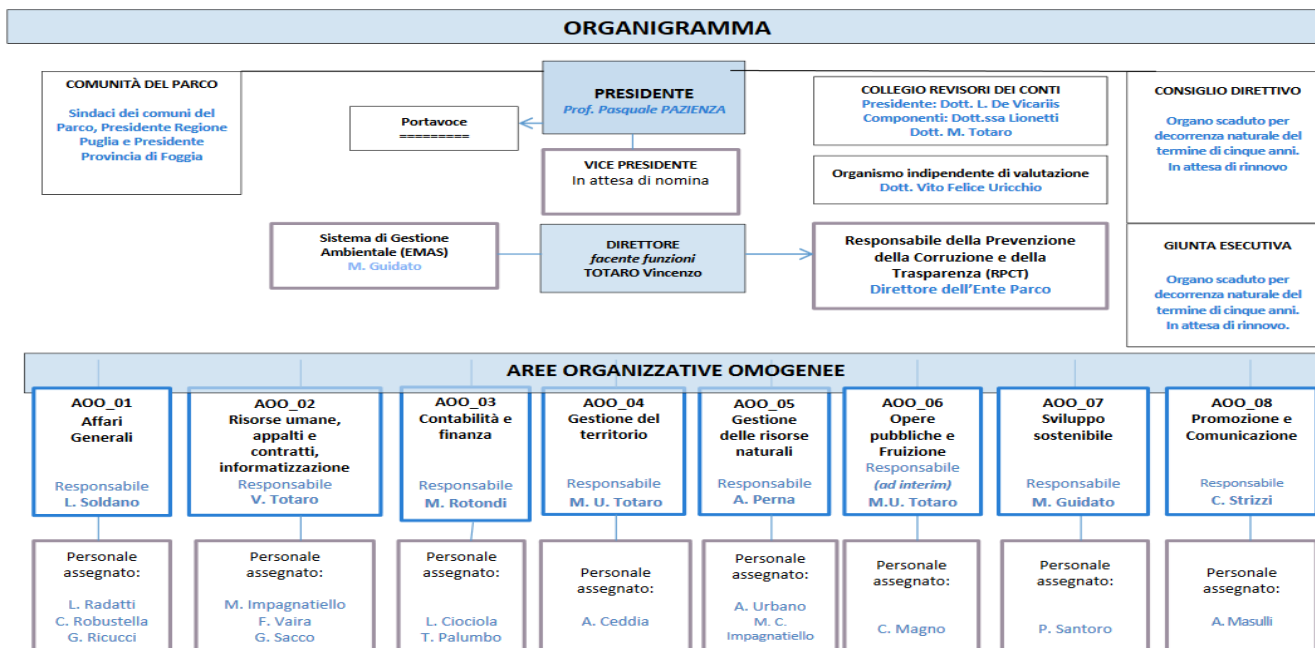 ORGANIGRAMMA
COMUNITÀ DEL PARCO
Sindaci dei comuni del
Parco, Presidente Regione
Puglia e Presidente
Provincia di Foggia
Portavoce
=========
PRESIDENTE
Prof. Pasquale PAZIENZA
VICE PRESIDENTE
In attesa di nomina
COLLEGIO REVISORI DEI CONTI
Presidente: Dott. L. De Vicariis
Componenti: Dott.ssa Lionetti
Dott. M. Totaro
Organismo indipendente di valutazione
Dott. Vito Felice Uricchio
CONSIGLIO DIRETTIVO
Organo scaduto per
decorrenza naturale del
termine di cinque anni.
In attesa di rinnovo
Sistema di Gestione
Ambientale (EMAS)
M. Guidato
DIRETTORE
facente funzioni
TOTARO Vincenzo
Responsabile della Prevenzione
della Corruzione e della
Trasparenza (RPCT)
Direttore dell'Ente Parco
GIUNTA ESECUTIVA
Organo scaduto per
decorrenza naturale del
termine di cinque anni.
In attesa di rinnovo.
AREE ORGANIZZATIVE OMOGENEE
AOO_01
Affari
Generali
Responsabile
L. Soldano
AOO_02
Risorse umane,
appalti e
contratti,
informatizzazione
Responsabile
V. Totaro
AOO_03
Contabilità e
finanza
Responsabile
M. Rotondi
AOO_04
Gestione del
territorio
Responsabile
M. U. Totaro
AOO_05
Gestione
delle risorse
naturali
Responsabile
A. Perna
AOO_06
Opere
pubbliche e
Fruizione
Responsabile
(ad interim)
M.U. Totaro
AOO_07
Sviluppo
sostenibile
Responsabile
M. Guidato
AOO_08
Promozione e
Comunicazione
Responsabile
C. Strizzi
Personale
assegnato:
L. Radatti
C. Robustella
G. Ricucci
Personale
assegnato:
M. Impagnatiello
F. Vaira
G. Sacco
Personale
assegnato:
L. Ciociola
T. Palumbo
Personale
assegnato:
A. Ceddia
Personale
assegnato:
A. Urbano
M. C.
Impagnatiello
Personale
assegnato:
C. Magno
Personale
assegnato:
P. Santoro
Personale
assegnato:
A. Masulli